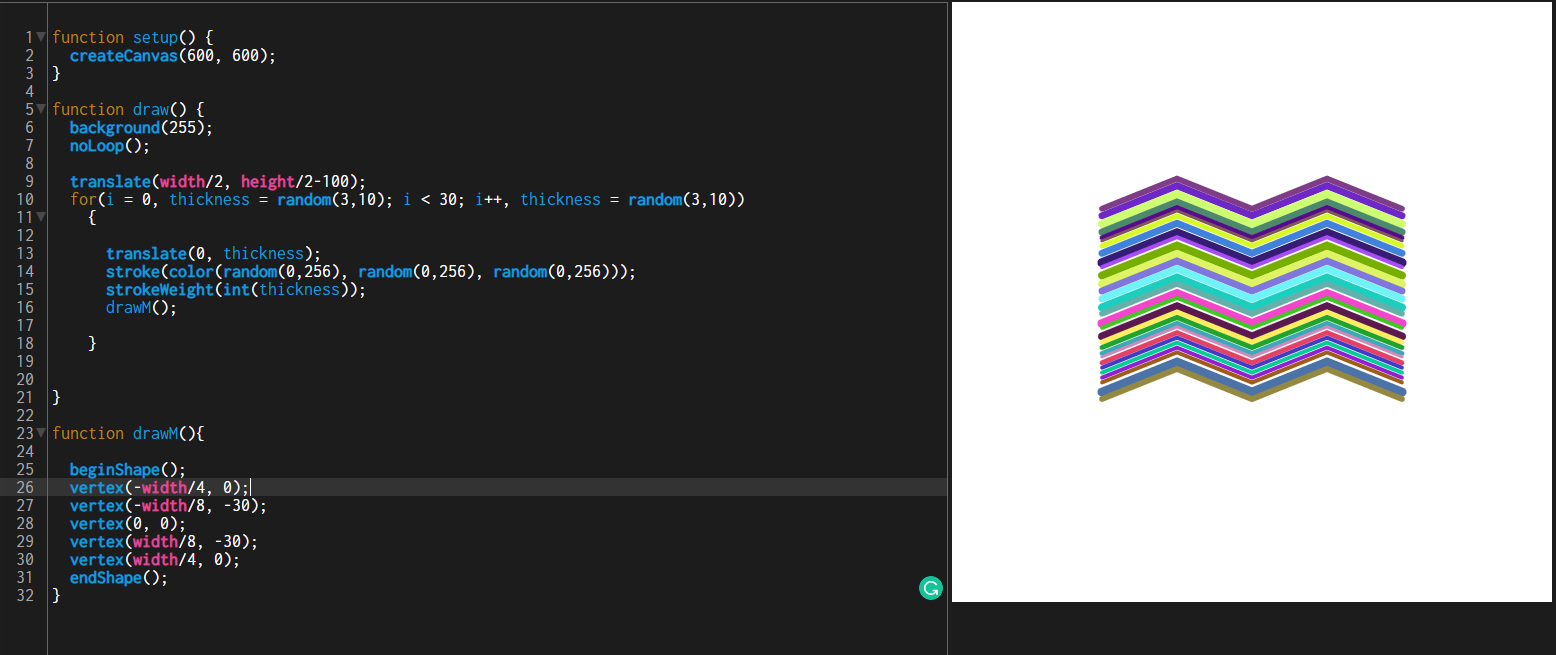 1 function setup() {
2 createCanvas(600, 600);
3 }
4
5 function draw() {
6 background(255);
7 noLoop();
8
9 translate(width/2, height/2-100);
10 for(i = 0, thickness = random(3,10); i < 30; i++, thickness = random(3,10))
11 {
12
13 translate(0, thickness);
14 stroke(color(random(0,256), random(0,256), random(0,256)));
15 strokeWeight(int(thickness));
16 drawM();
17
18 }
19
20
21 }
22
23 function drawM(){
24
25 beginShape();
26 vertex(-width/4, 0);
27 vertex(-width/8, -30);
28 vertex(0, 0);
29 vertex(width/8, -30);
30 vertex(width/4, 0);
31 endShape();
32 }